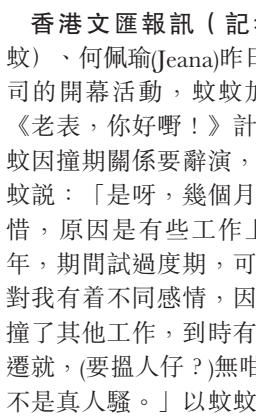 香港文匯報訊（記
蚊）、何佩瑜(Jeana)昨日
司的開幕活動，蚊蚊加
《老表，你好嘢！》計
蚊因撞期關係要辭演，
蚊説：「是呀，幾個月
惜，原因是有些工作上
年，期間試過度期，可
對我有着不同感情，因
撞了其他工作，到時有
遷就，(要搵人仔？)無咁
不是真人騷。」以蚊蚊